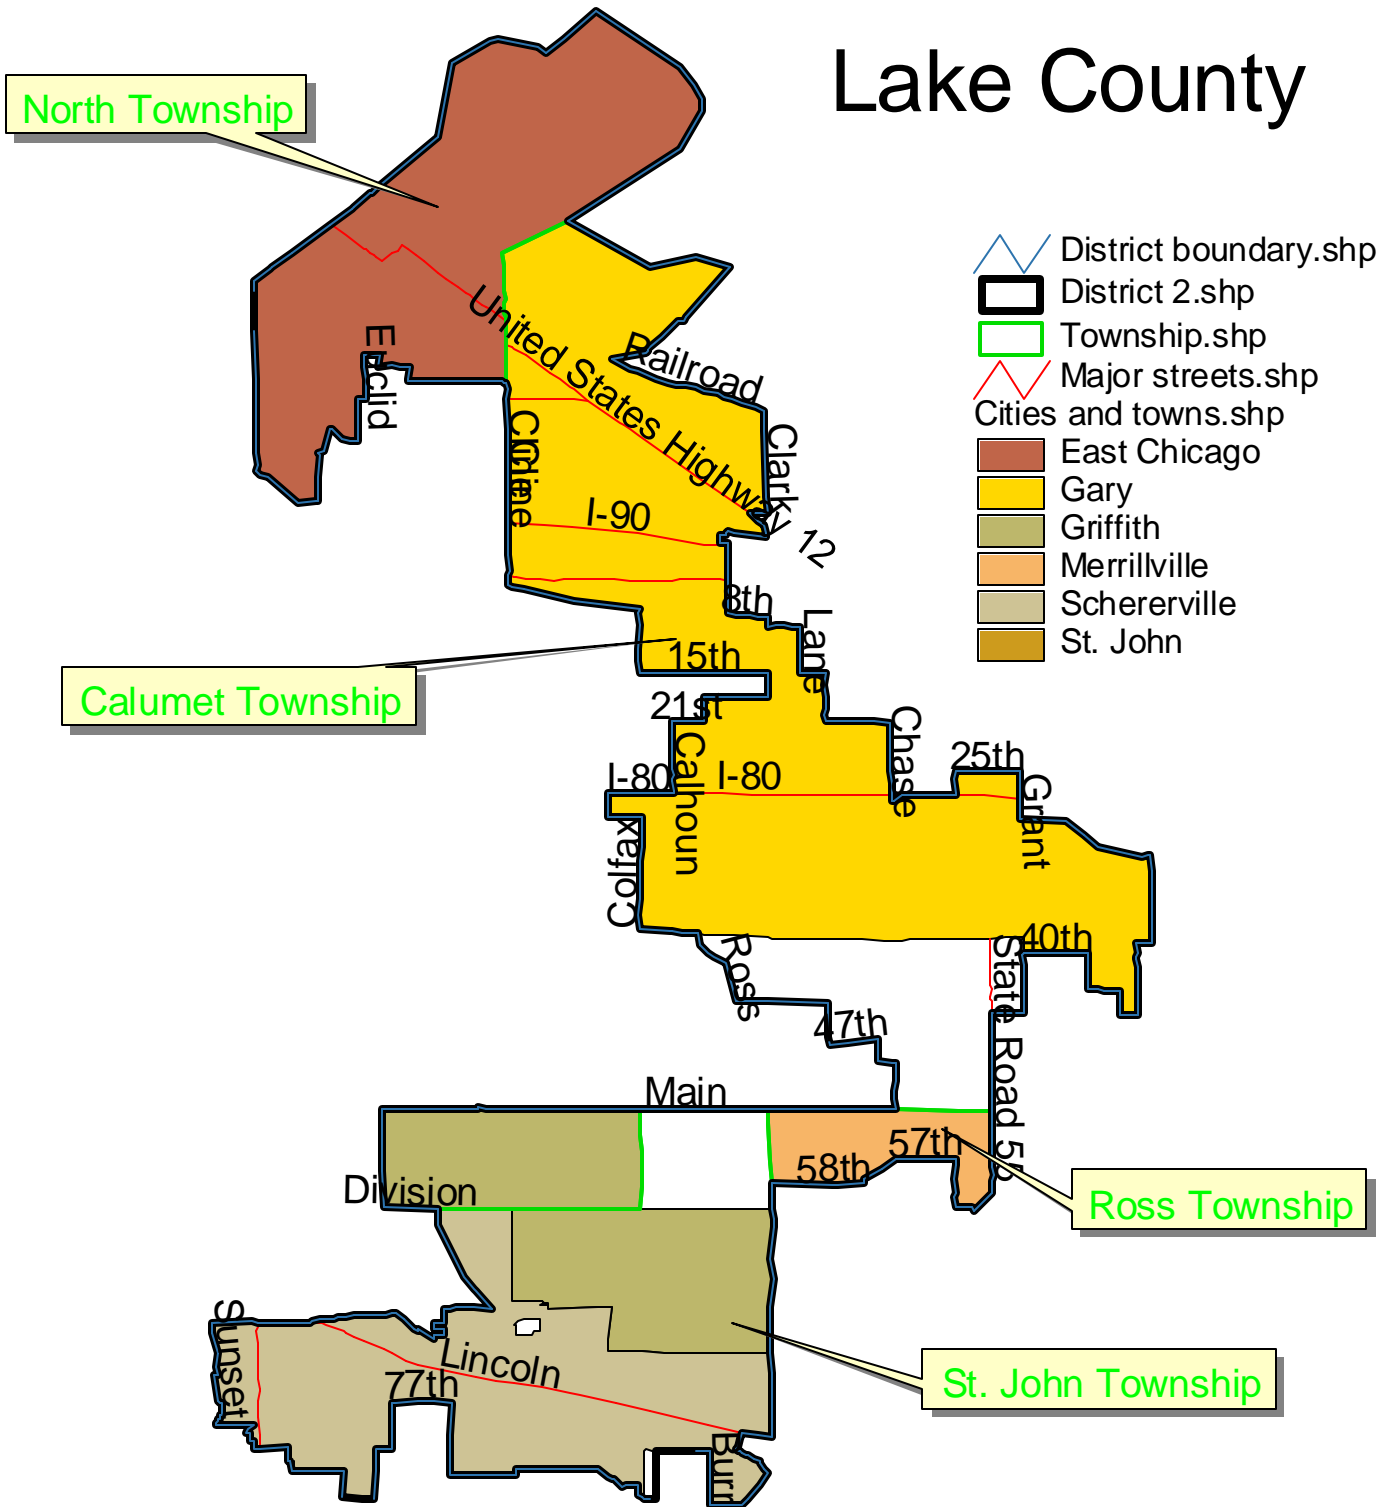 Lake County
North Township
District boundary.shp
District 2.shp
Township.shp
Major streets.shp
Cities and towns.shp
East Chicago
Gary
Griffith
Merrillville
Schererville
St. John
Euclid
United States Highway 12
Railroad
Clark
Cline
I-90
8th
Lane
15th
Calumet Township
21st
Calhoun
I-80
I-80
Chase
25th
Grant
Colfax
Ross
40th
State Road 55
47th
Main
57th
58th
Division
Ross Township
Sunset
Lincoln
77th
St. John Township
Burr